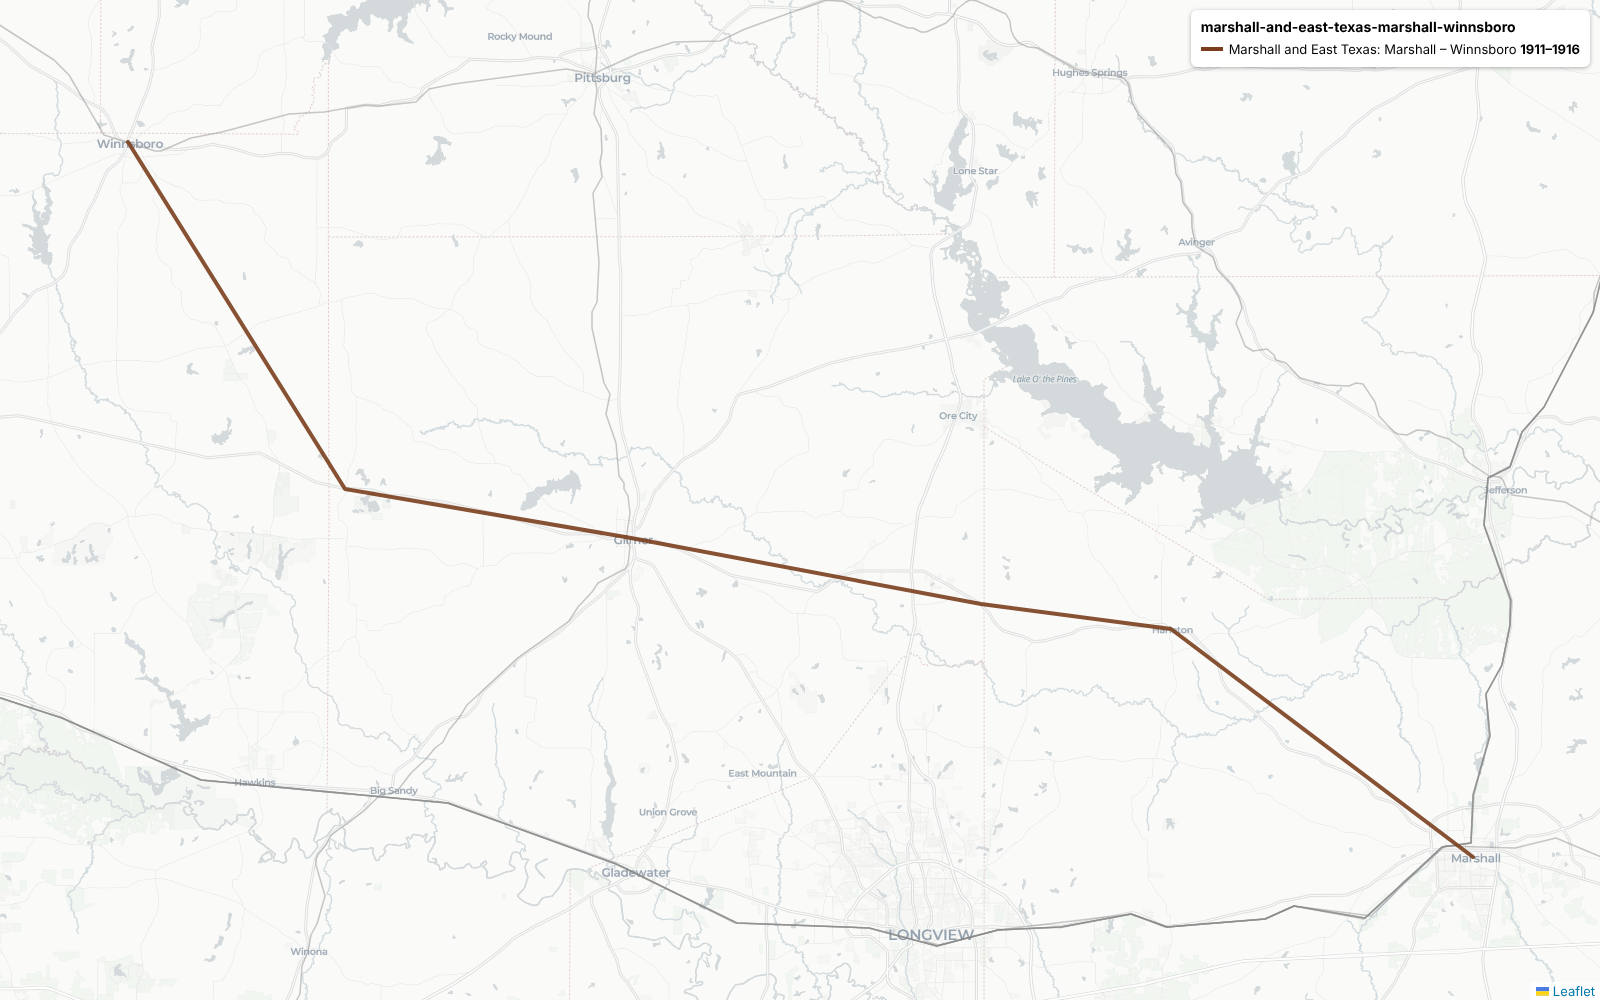 marshall-and-east-texas-marshall-winnsboro
Marshall and East Texas: Marshall – Winnsboro 1911–1916
Rocky Mound
Pittsburg
Hughes Springs
Winnsboro
Lone Star
Avinger
Lake O' the Pines
Ore City
Jefferson
Gilmer
Harleton
East Mountain
Hawkins
Big Sandy
Union Grove
Marshall
Gladewater
LONGVIEW
Winona
Leaflet